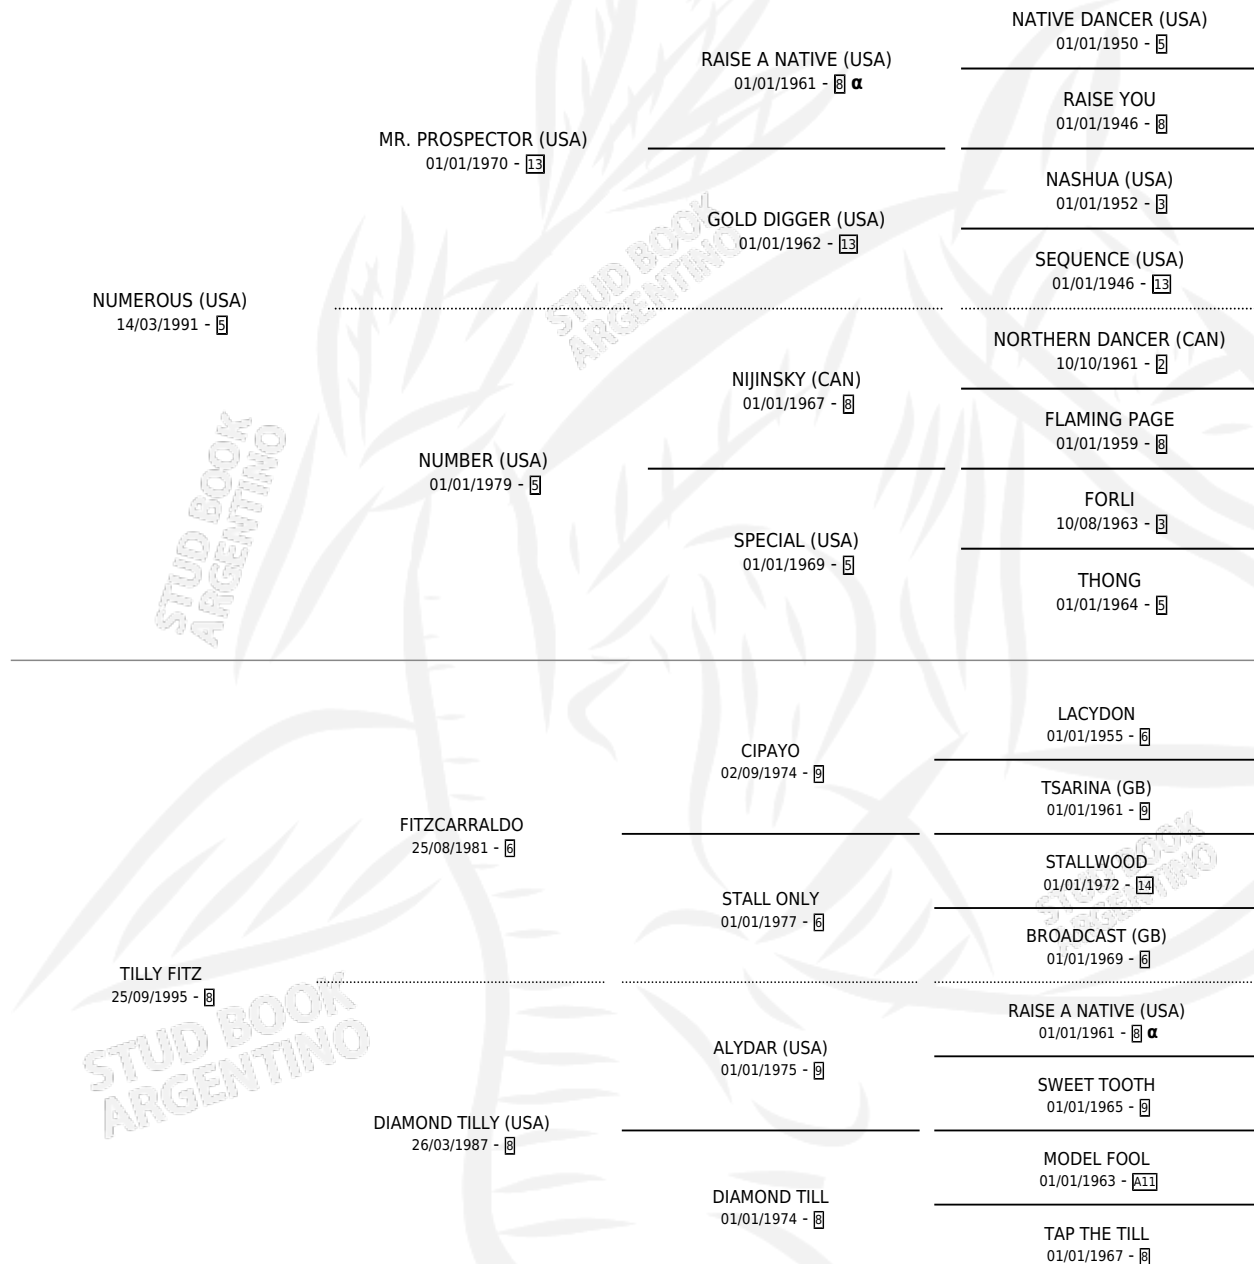 NATIVE DANCER (USA)
01/01/1950 - 5
RAISE A NATIVE (USA)
01/01/1961 - 8 α
RAISE YOU
01/01/1946 - 8
MR. PROSPECTOR (USA)
01/01/1970 - 13
NASHUA (USA)
01/01/1952 - 3
GOLD DIGGER (USA)
01/01/1962 - 13
SEQUENCE (USA)
01/01/1946 - 13
NUMEROUS (USA)
14/03/1991 - 5
NORTHERN DANCER (CAN)
10/10/1961 - 2
NIJINSKY (CAN)
01/01/1967 - 8
FLAMING PAGE
01/01/1959 - 8
NUMBER (USA)
01/01/1979 - 5
FORLI
10/08/1963 - 3
SPECIAL (USA)
01/01/1969 - 5
THONG
01/01/1964 - 5
LACYDON
01/01/1955 - 6
CIPAYO
02/09/1974 - 9
TSARINA (GB)
01/01/1961 - 9
FITZCARRALDO
25/08/1981 - 6
STALLWOOD
01/01/1972 - 14
STALL ONLY
01/01/1977 - 6
BROADCAST (GB)
01/01/1969 - 6
TILLY FITZ
25/09/1995 - 8
RAISE A NATIVE (USA)
01/01/1961 - 8 α
ALYDAR (USA)
01/01/1975 - 9
SWEET TOOTH
01/01/1965 - 9
DIAMOND TILLY (USA)
26/03/1987 - 8
MODEL FOOL
01/01/1963 - A11
DIAMOND TILL
01/01/1974 - 8
TAP THE TILL
01/01/1967 - 8
STUD BOOK
ARGENTINO
STUD BOOK
ARGENTINO
STUD BOOK
ARGENTINO
STUD BOOK
ARGENTINO